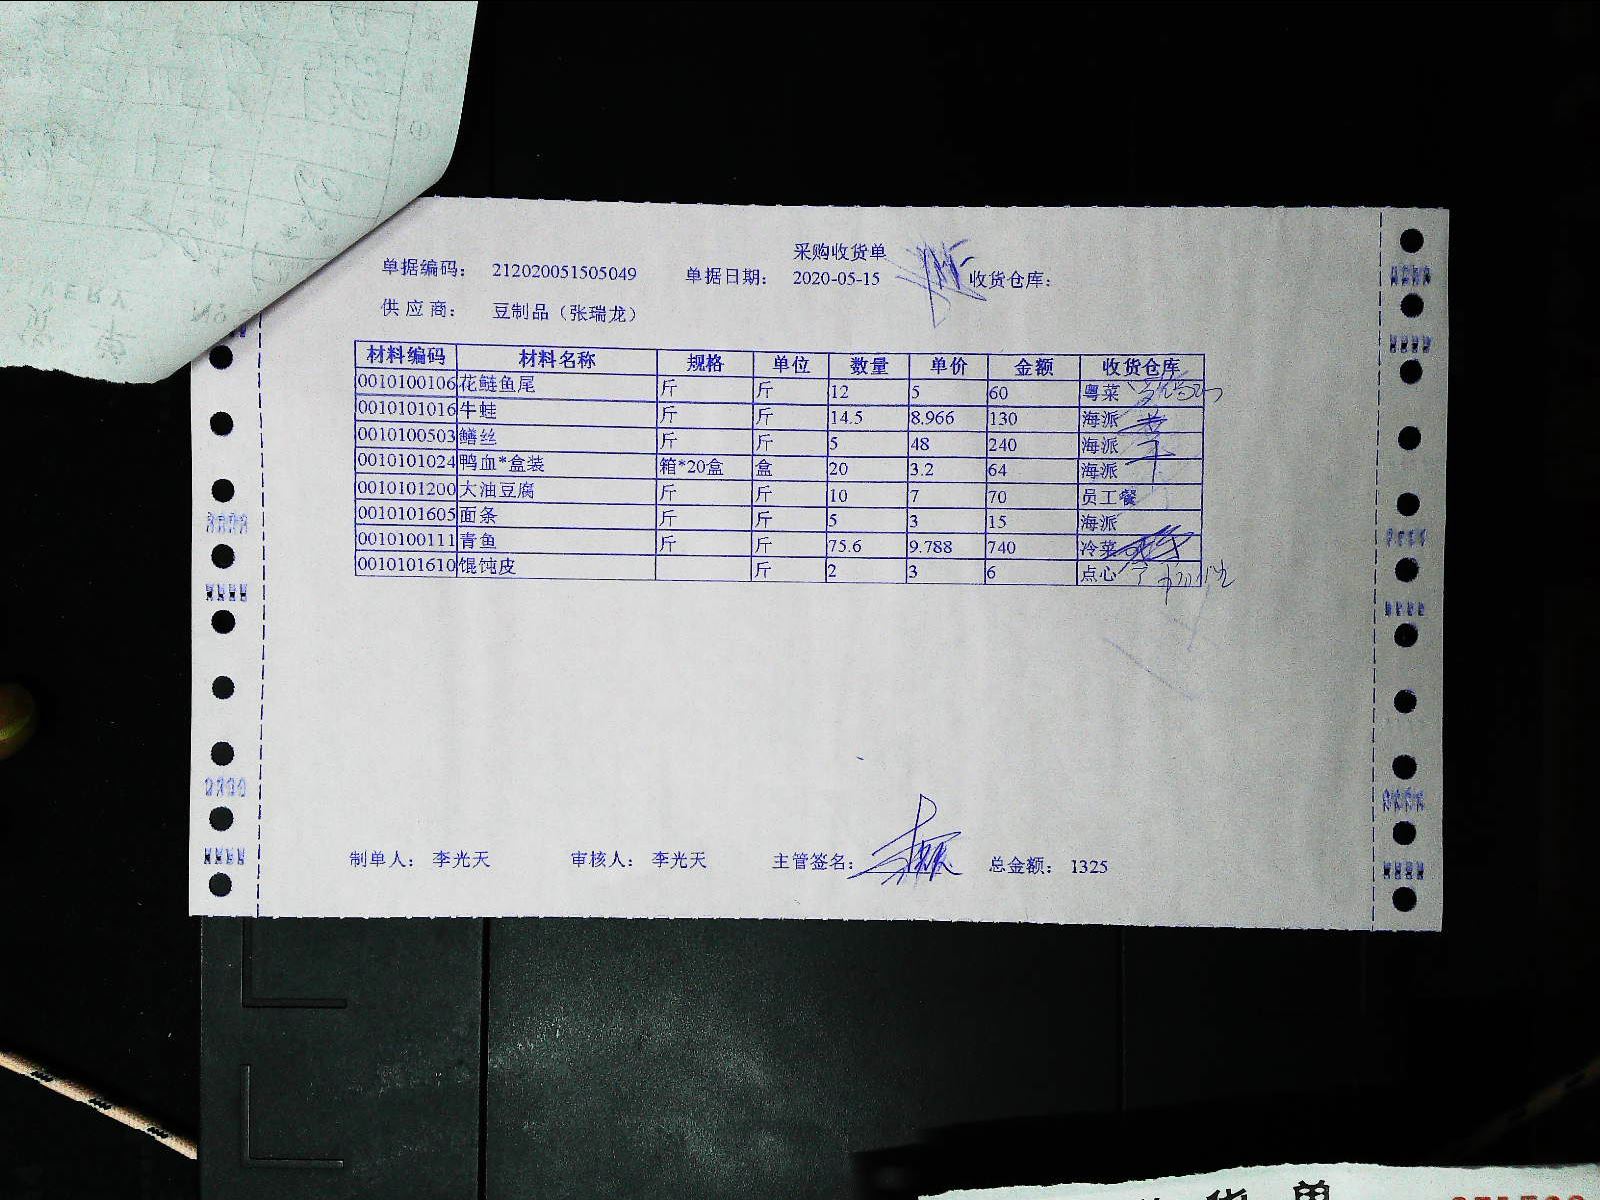 采购收货单
单据编码： 212020051505049 单据日期： 2020-05-15 收货仓库：
供 应 商： 豆制品（张瑞龙）
材料编码 材料名称 规格 单位 数量 单价 金额 收货仓库
0010100106 花鲢鱼尾 斤 斤 12 5 60 粤菜
0010101016 牛蛙 斤 斤 14.5 8.966 130 海派
0010100503 鳝丝 斤 斤 5 48 240 海派
0010101024 鸭血*盒装 箱*20盒 盒 20 3.2 64 海派
0010101200 大油豆腐 斤 斤 10 7 70 员工餐
0010101605 面条 斤 斤 5 3 15 海派
0010100111 青鱼 斤 斤 75.6 9.788 740 冷菜
0010101610 馄饨皮 斤 2 3 6 点心
制单人： 李光天 审核人： 李光天 主管签名： 总金额： 1325